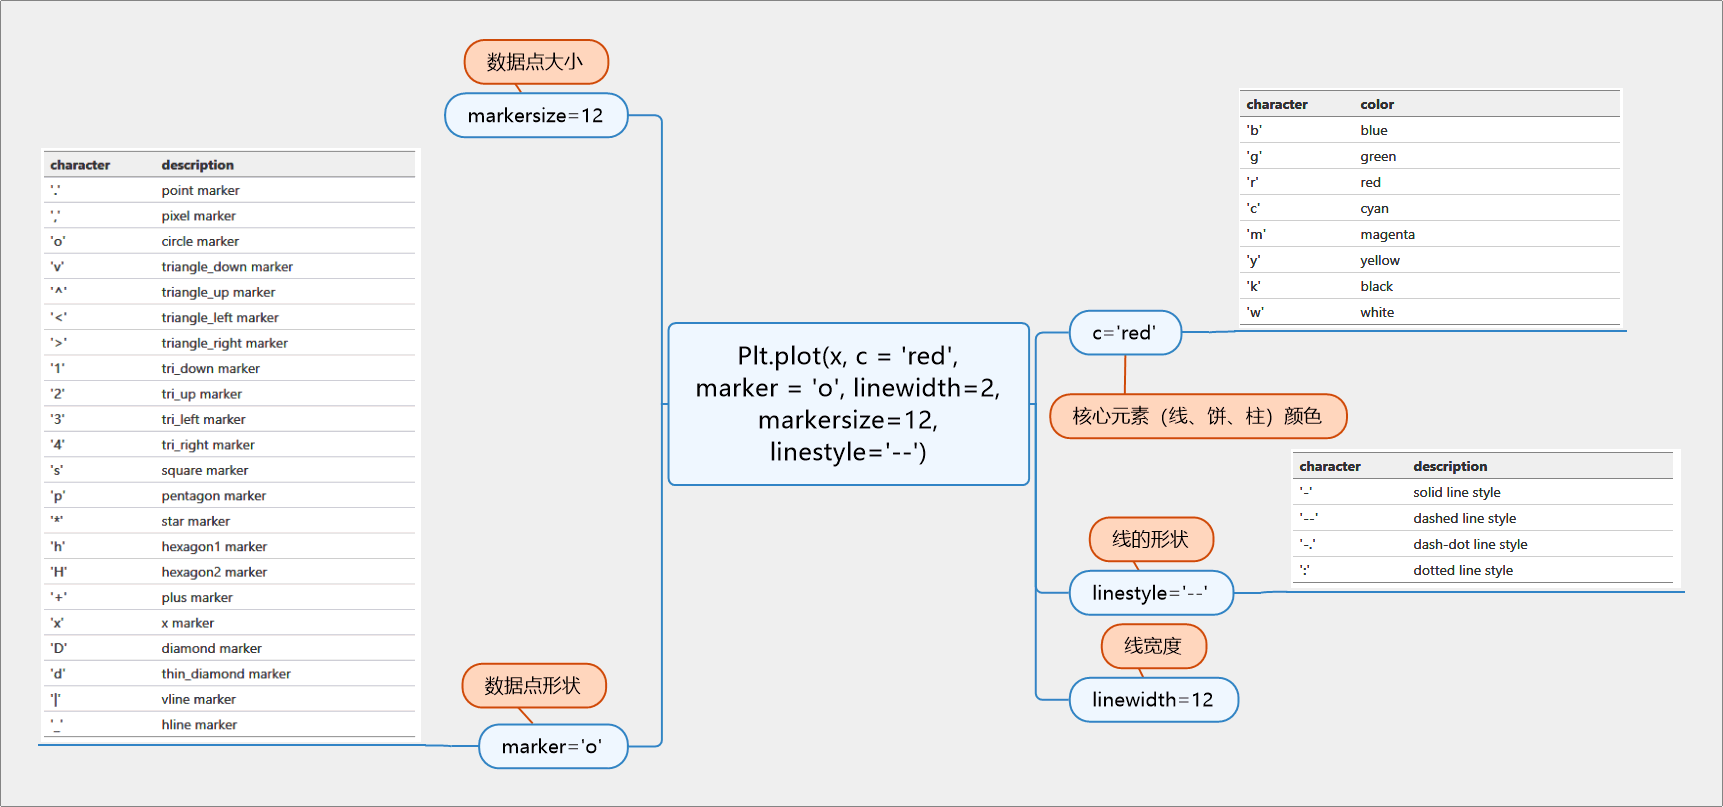 数据点大小
markersize=12
character description
'.' point marker
',' pixel marker
'o' circle marker
'v' triangle_down marker
'^' triangle_up marker
'<' triangle_left marker
'>' triangle_right marker
'1' tri_down marker
'2' tri_up marker
'3' tri_left marker
'4' tri_right marker
's' square marker
'p' pentagon marker
'*' star marker
'h' hexagon1 marker
'H' hexagon2 marker
'+' plus marker
'x' x marker
'D' diamond marker
'd' thin_diamond marker
'|' vline marker
'_' hline marker
数据点形状
marker='o'
Plt.plot(x, c = 'red',
marker = 'o', linewidth=2,
markersize=12,
linestyle='--')
character color
'b' blue
'g' green
'r' red
'c' cyan
'm' magenta
'y' yellow
'k' black
'w' white
c='red'
核心元素（线、饼、柱）颜色
character description
'-' solid line style
'--' dashed line style
'-.' dash-dot line style
':' dotted line style
线的形状
linestyle='--'
线宽度
linewidth=12